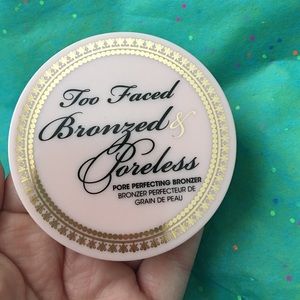 Too Faced
Bronzed &
Poreless
PORE PERFECTING BRONZER
BRONZER PERFECTEUR DE
GRAIN DE PEAU